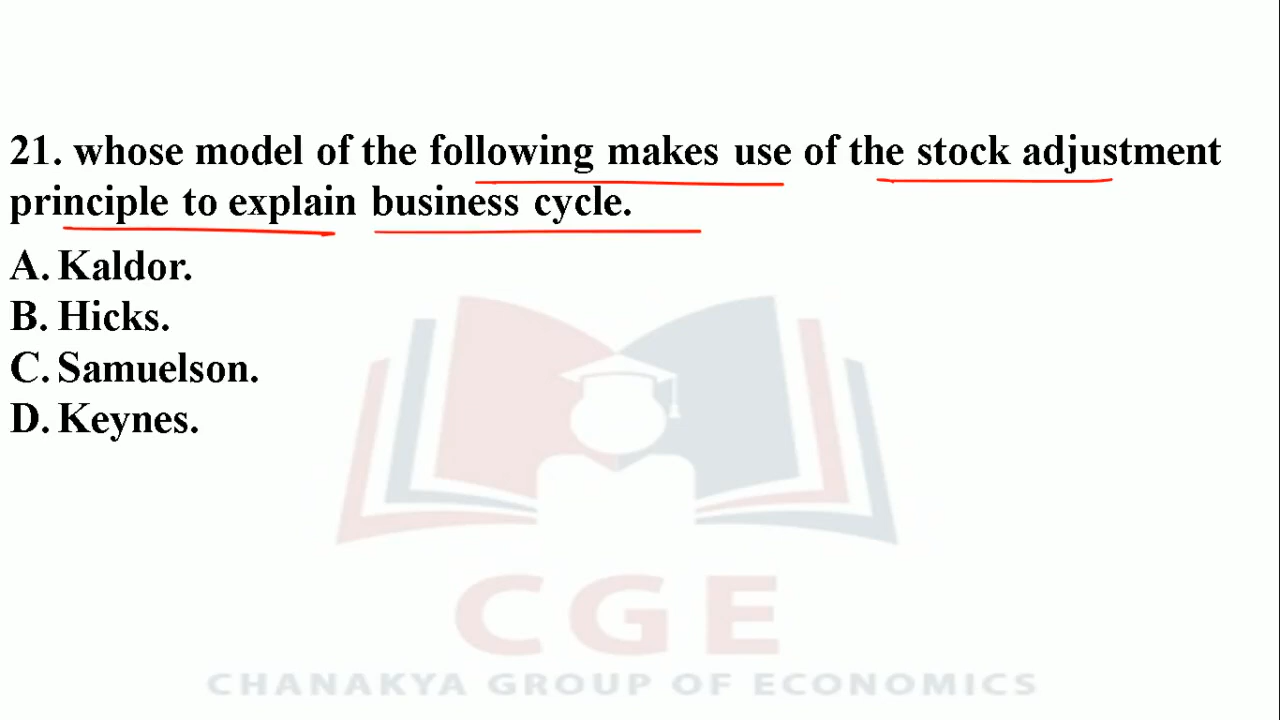 21. whose model of the following makes use of the stock adjustment
principle to explain business cycle.
A. Kaldor.
B. Hicks.
C. Samuelson.
D. Keynes.
CGE
CHANAKYA GROUP OF ECONOMICS